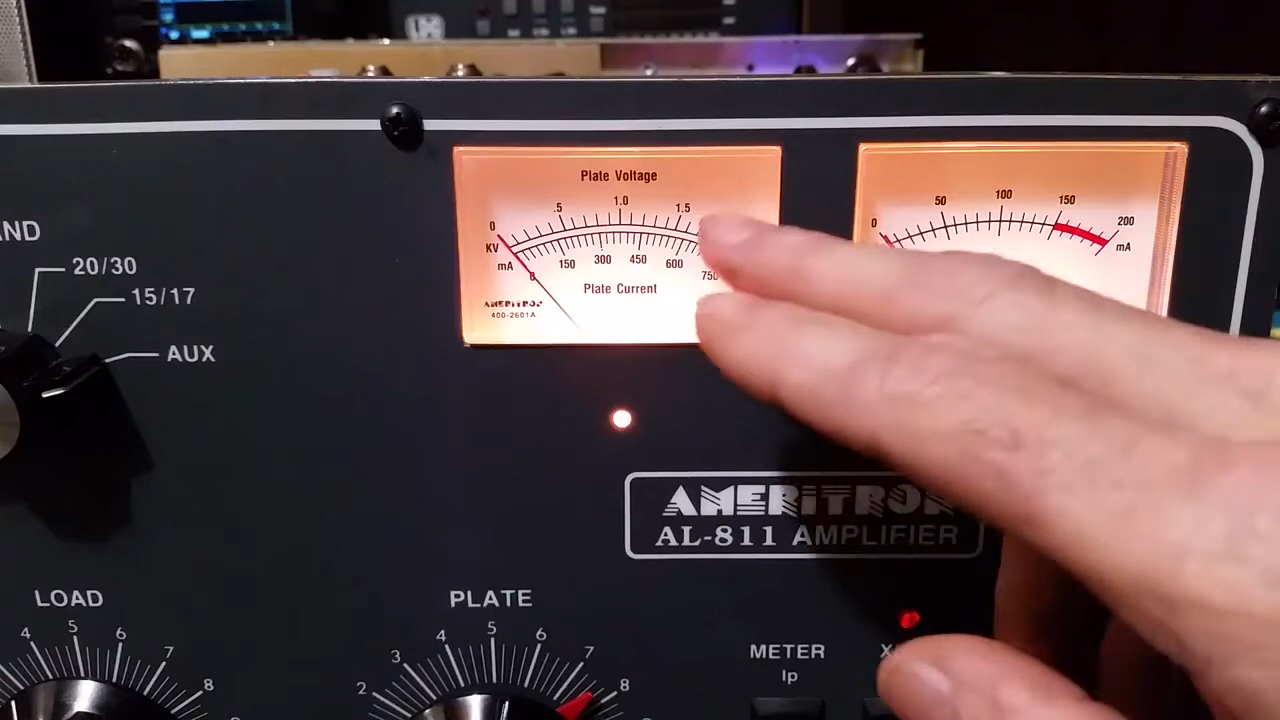 Plate Voltage
0 .5 1.0 1.5
KV
mA
0 150 300 450 600 750
Plate Current
AMERITRON
400-2601A
0 50 100 150 200
mA
20/30
15/17
AUX
AMERITRON
AL-811 AMPLIFIER
LOAD
4 5 6 7 8
PLATE
2 3 4 5 6 7 8
METER
Ip